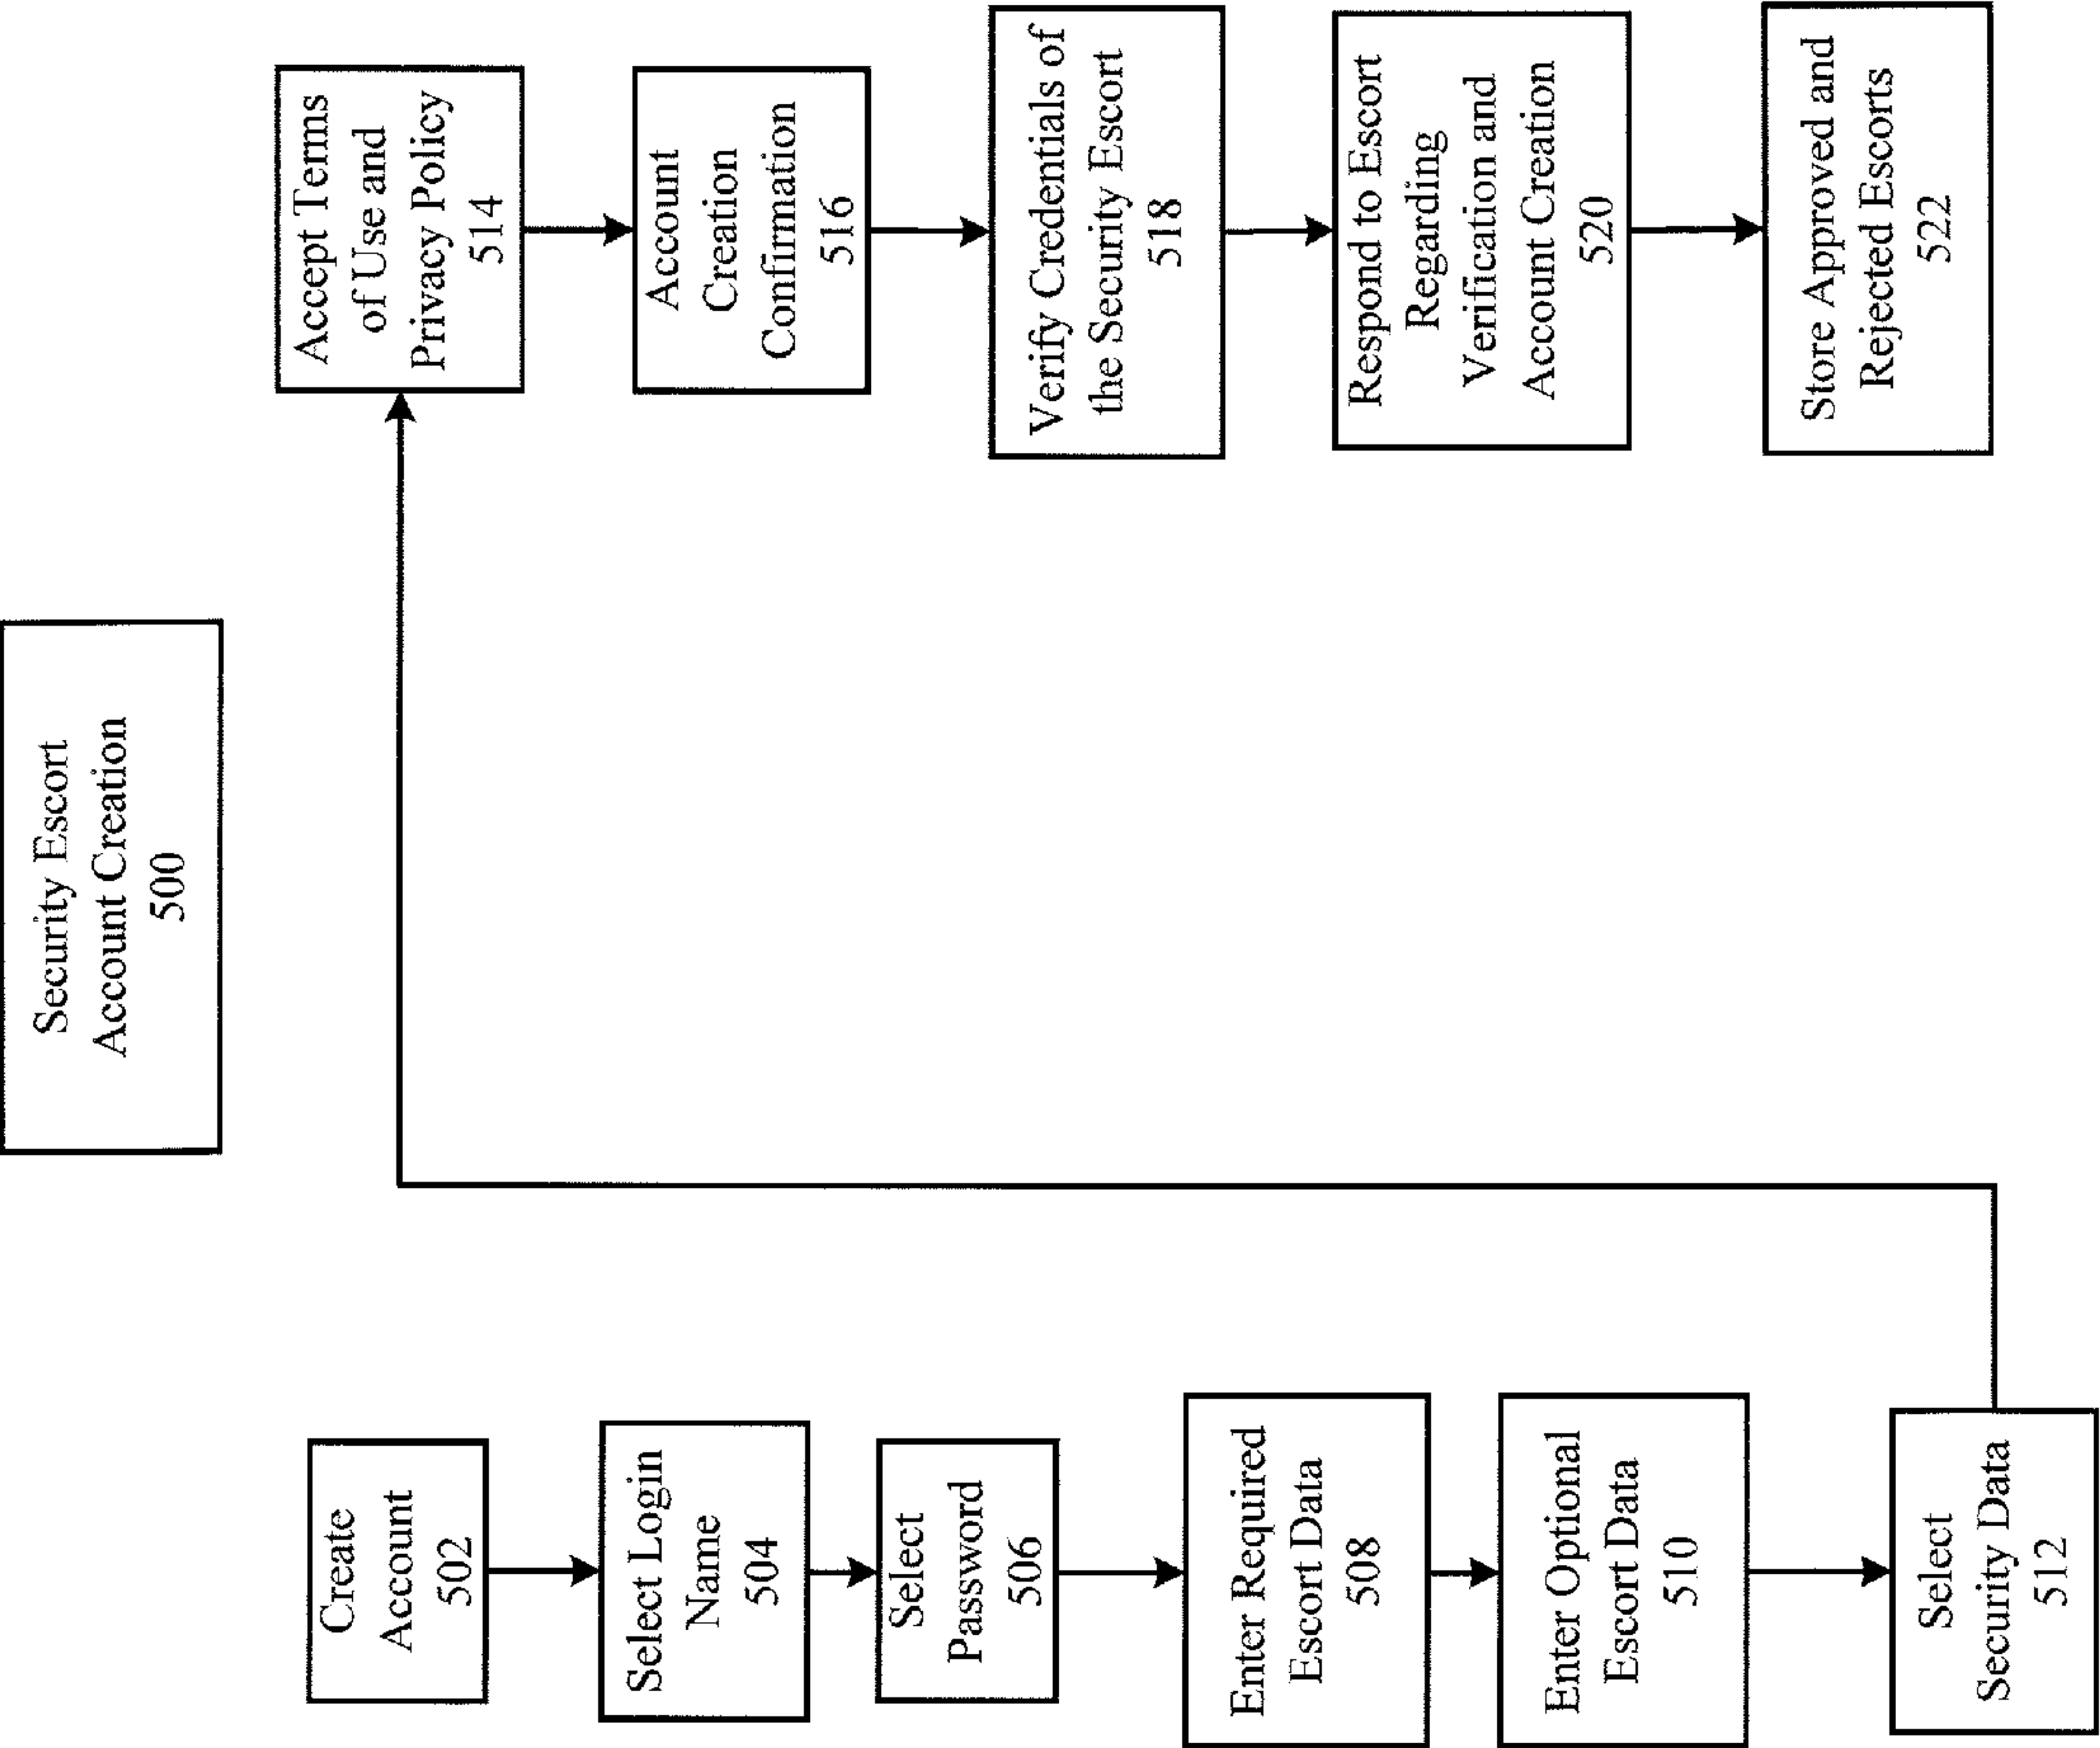 Security Escort
Account Creation
500
Create
Account
502
Select Login
Name
504
Select
Password
506
Enter Required
Escort Data
508
Enter Optional
Escort Data
510
Select
Security Data
512
Accept Terms
of Use and
Privacy Policy
514
Account
Creation
Confirmation
516
Verify Credentials of
the Security Escort
518
Respond to Escort
Regarding
Verification and
Account Creation
520
Store Approved and
Rejected Escorts
522